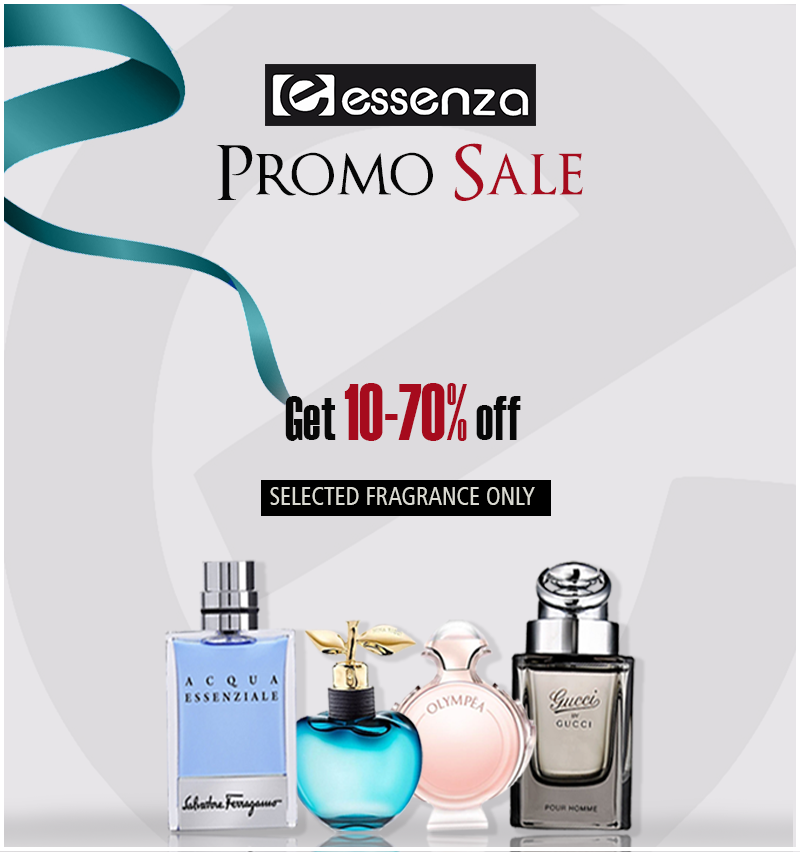 essenza
PROMO SALE
Get 10-70% off
SELECTED FRAGRANCE ONLY
ACQUA
ESSENZIALE
Salvatore Ferragamo
OLYMPÉA
Gucci
BY
GUCCI
POUR HOMME